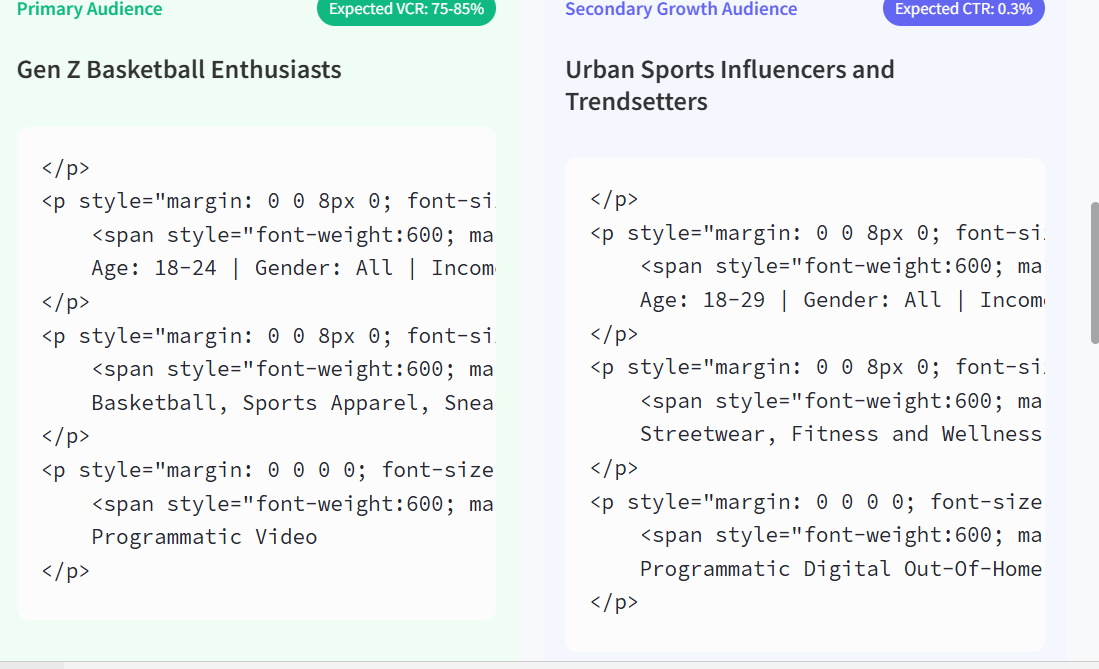 Primary Audience
Expected VCR: 75-85%
Gen Z Basketball Enthusiasts
</p>
<p style="margin: 0 0 8px 0; font-si
<span style="font-weight:600; ma
Age: 18-24 | Gender: All | Incom
</p>
<p style="margin: 0 0 8px 0; font-si
<span style="font-weight:600; ma
Basketball, Sports Apparel, Snea
</p>
<p style="margin: 0 0 0 0; font-size
<span style="font-weight:600; ma
Programmatic Video
</p>
Secondary Growth Audience
Expected CTR: 0.3%
Urban Sports Influencers and
Trendsetters
</p>
<p style="margin: 0 0 8px 0; font-si
<span style="font-weight:600; ma
Age: 18-29 | Gender: All | Incom
</p>
<p style="margin: 0 0 8px 0; font-si
<span style="font-weight:600; ma
Streetwear, Fitness and Wellness
</p>
<p style="margin: 0 0 0 0; font-size
<span style="font-weight:600; ma
Programmatic Digital Out-Of-Home
</p>